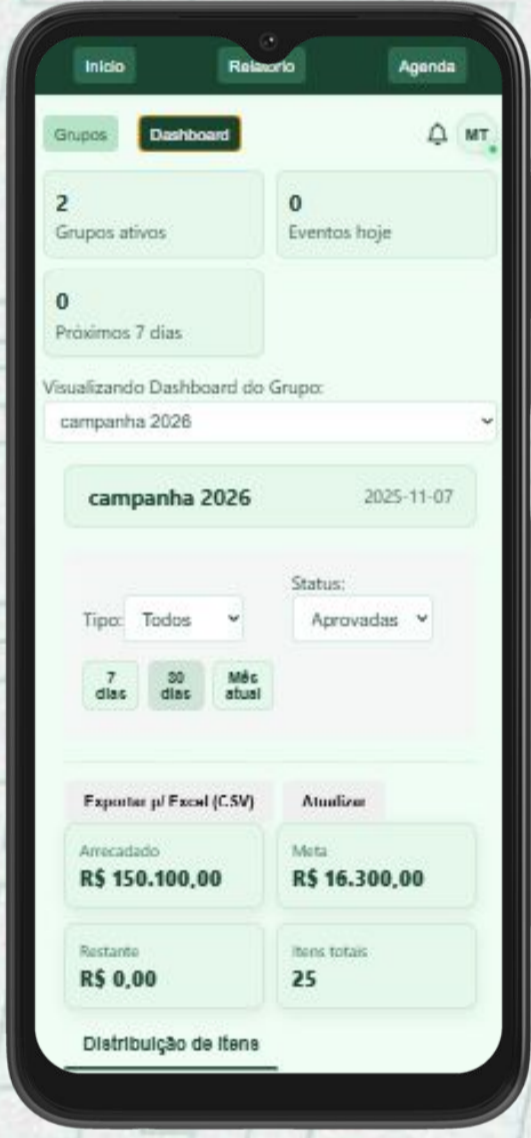 Início
Relatório
Agenda
Grupos
Dashboard
MT
2
Grupos ativos
0
Eventos hoje
0
Próximos 7 dias
Visualizando Dashboard do Grupo:
campanha 2026
campanha 2026
2025-11-07
Tipo:
Todos
Status:
Aprovadas
7
dias
30
dias
Mês
atual
Exportar p/ Excel (CSV)
Atualizar
Arrecadado
R$ 150.100,00
Meta
R$ 16.300,00
Restante
R$ 0,00
Itens totais
25
Distribuição de Itens